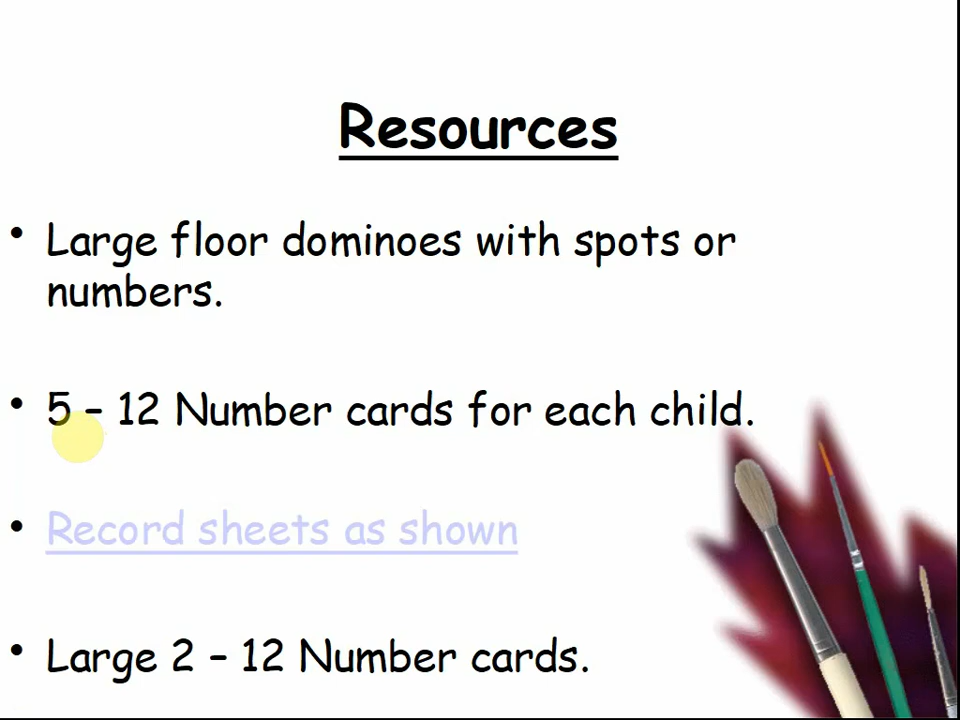 Resources
• Large floor dominoes with spots or
numbers.
• 5 – 12 Number cards for each child.
• Record sheets as shown
• Large 2 – 12 Number cards.